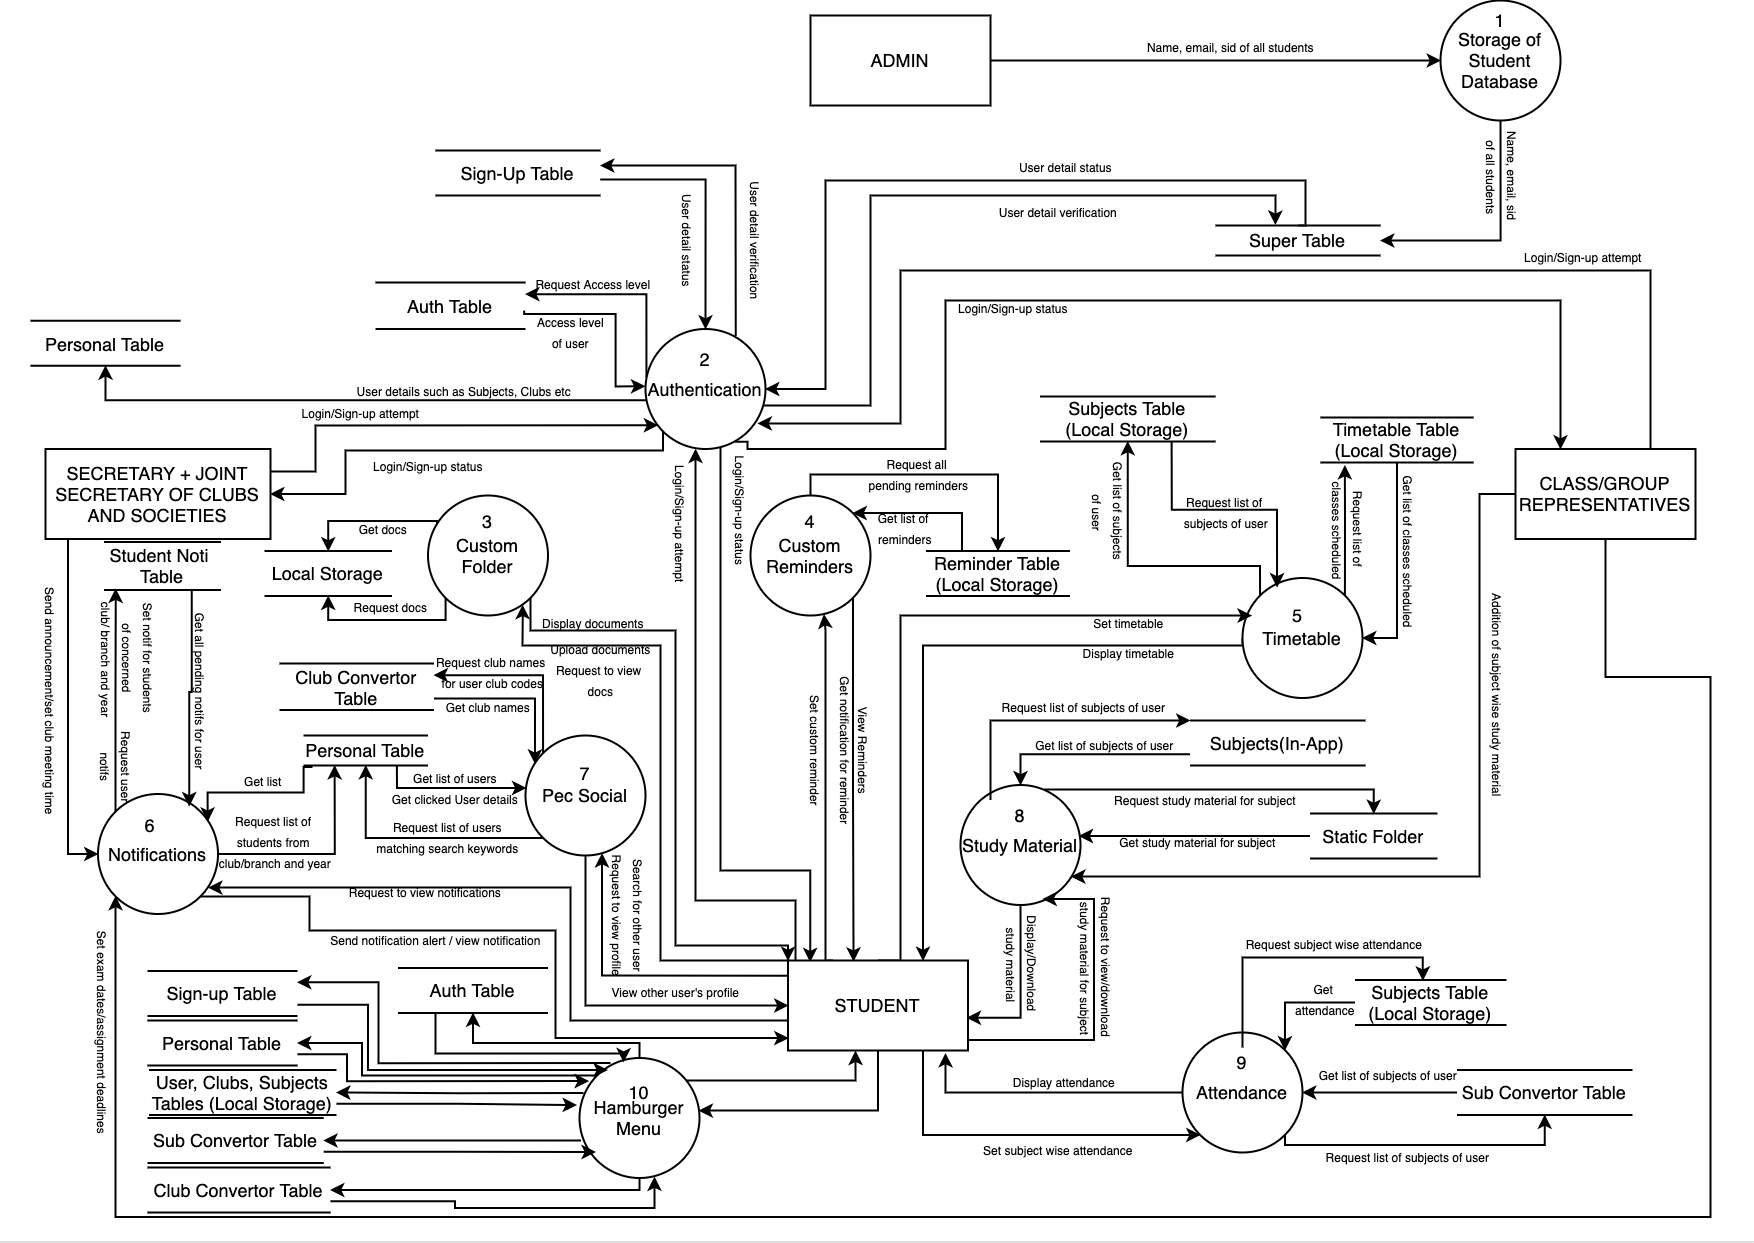 ADMIN
Name, email, sid of all students
1
Storage of
Student
Database
Name, email, sid
of all students
Sign-Up Table
User detail status
User detail verification
User detail status
User detail verification
Super Table
Login/Sign-up attempt
Login/Sign-up status
Auth Table
Request Access level
Access level
of user
Personal Table
2
Authentication
User details such as Subjects, Clubs etc
Login/Sign-up attempt
Login/Sign-up status
SECRETARY + JOINT
SECRETARY OF CLUBS
AND SOCIETIES
Login/Sign-up attempt
Login/Sign-up status
Subjects Table
(Local Storage)
Timetable Table
(Local Storage)
CLASS/GROUP
REPRESENTATIVES
Get list of subjects
of user
Request list of
subjects of user
Request list of
classes scheduled
Get list of classes scheduled
3
Custom
Folder
Get docs
Local Storage
Request docs
4
Custom
Reminders
Request all
pending reminders
Get list of
reminders
Reminder Table
(Local Storage)
5
Timetable
Set timetable
Display timetable
Addition of subject wise study material
Student Noti
Table
Send announcement/set club meeting time
Set notif for students
of concerned
club/ branch and year
Request user
notifs
Get all pending notifs for user
Display documents
Upload documents
Request to view
docs
Club Convertor
Table
Request club names
for user club codes
Get club names
Personal Table
Get list
Get list of users
Get clicked User details
Request list of users
matching search keywords
Request list of
students from
club/branch and year
7
Pec Social
6
Notifications
Set custom reminder
View Reminders
Get notification for reminder
Request list of subjects of user
Get list of subjects of user
Subjects(In-App)
8
Study Material
Request study material for subject
Static Folder
Get study material for subject
Request to view notifications
Send notification alert / view notification
Search for other user
Request to view profile
View other user's profile
STUDENT
Display/Download
study material
Request to view/download
study material for subject
Set exam dates/assignment deadlines
Sign-up Table
Auth Table
Personal Table
User, Clubs, Subjects
Tables (Local Storage)
Sub Convertor Table
Club Convertor Table
10
Hamburger
Menu
Request subject wise attendance
Get
attendance
Subjects Table
(Local Storage)
9
Attendance
Display attendance
Set subject wise attendance
Get list of subjects of user
Sub Convertor Table
Request list of subjects of user